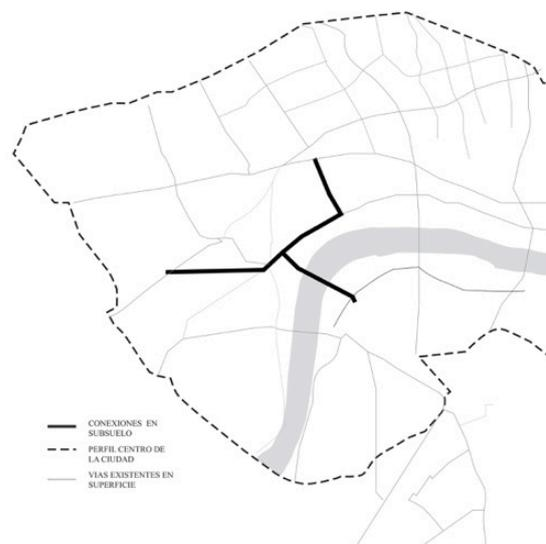 CONEXIONES EN
SUBSUELO
PERFIL CENTRO DE
LA CIUDAD
VIAS EXISTENTES EN
SUPERFICIE